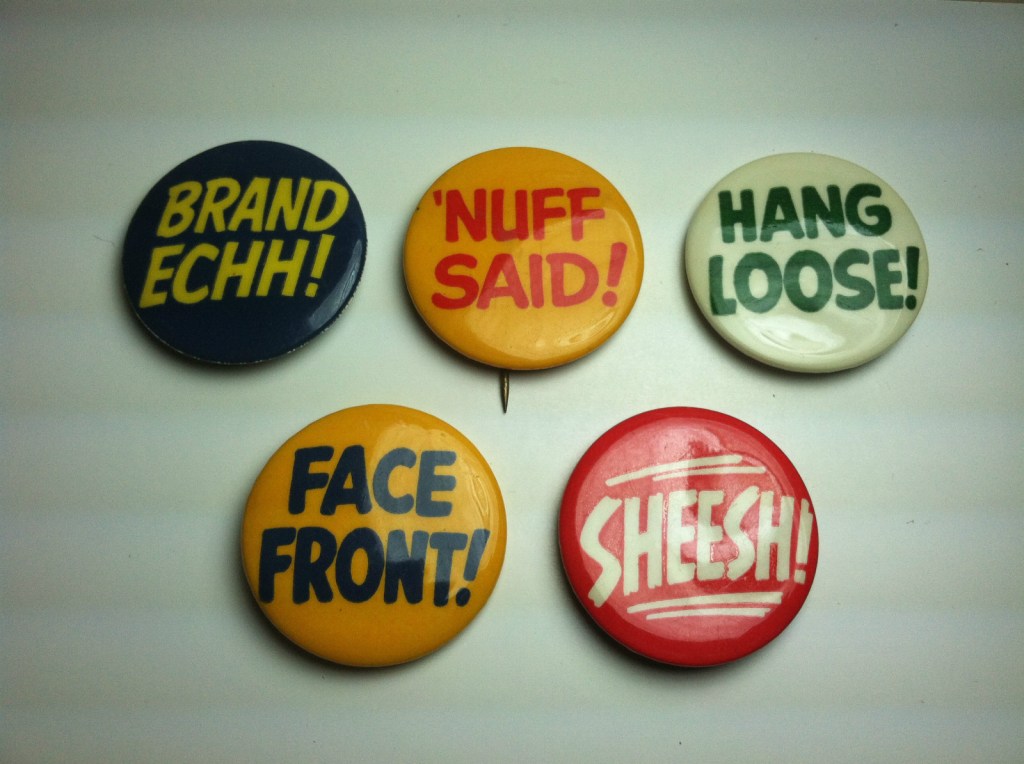 BRAND
ECHH!
'NUFF
SAID!
HANG
LOOSE!
FACE
FRONT!
SHEESH!